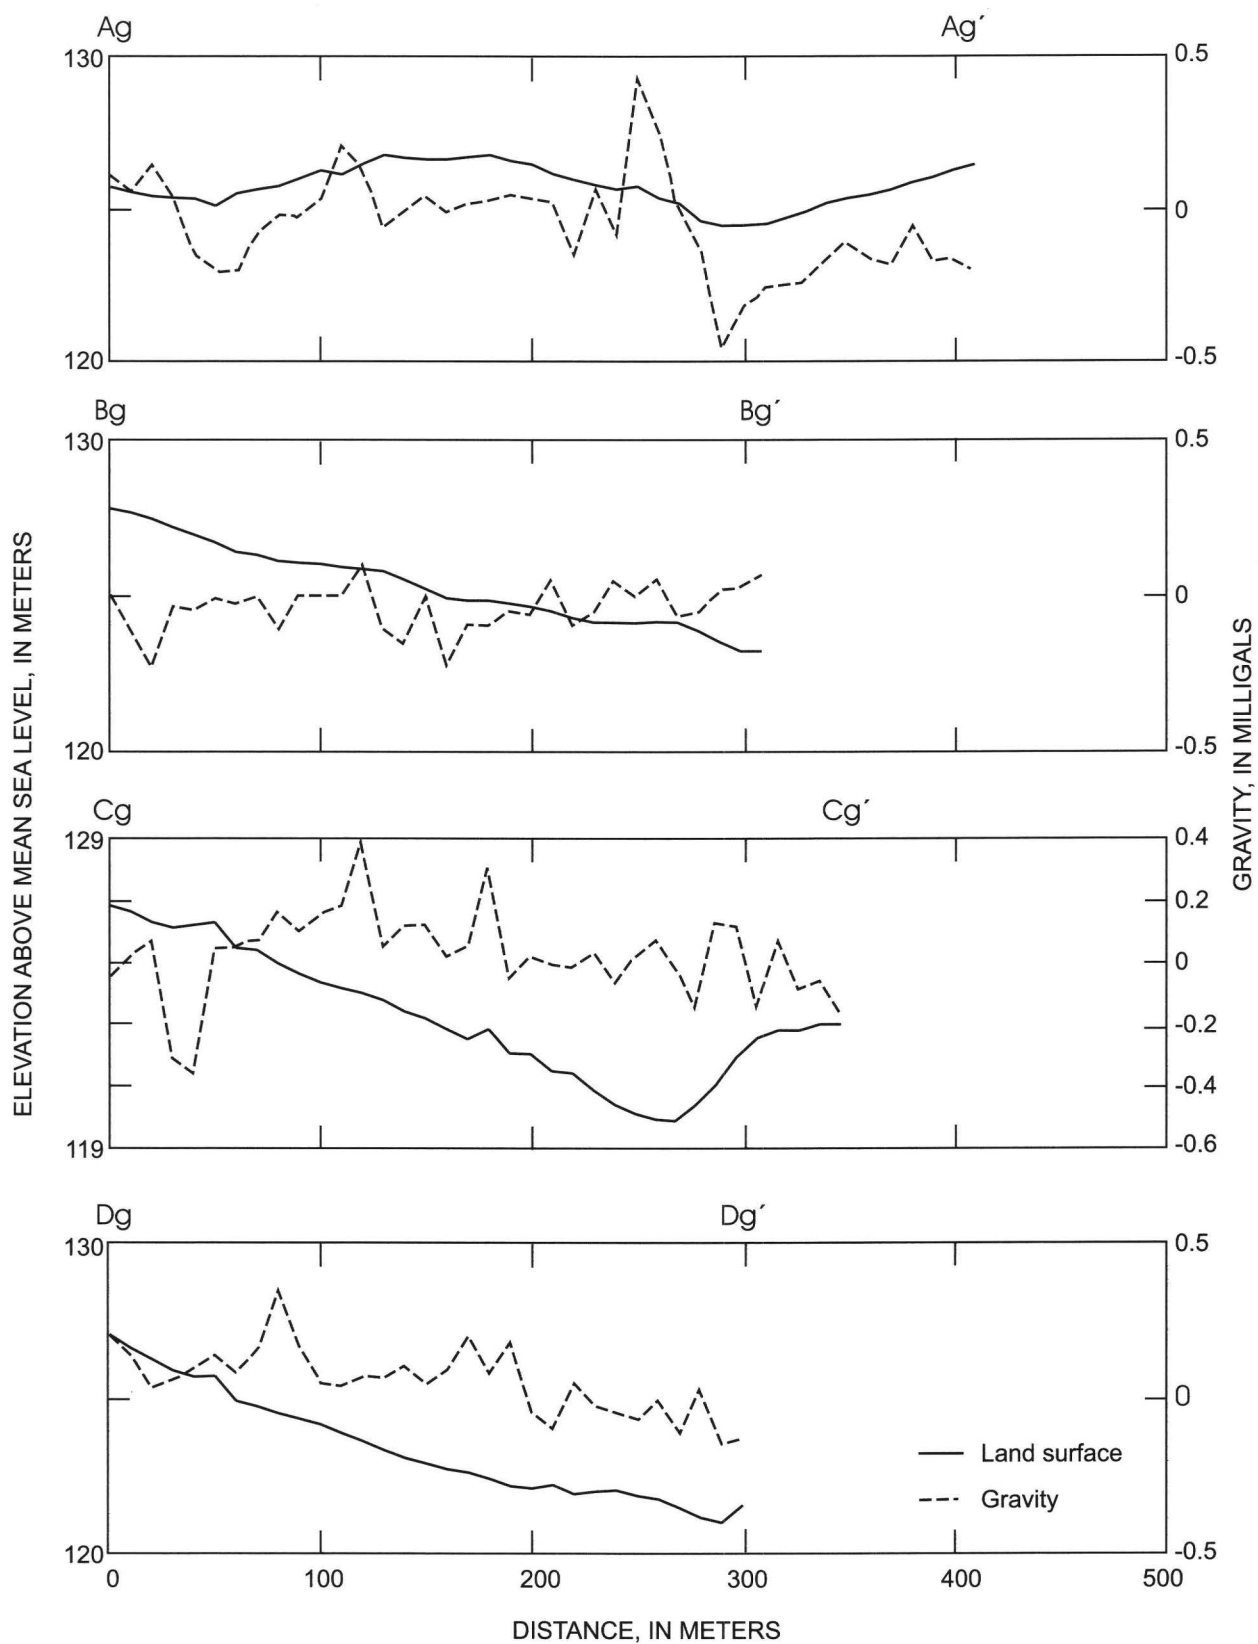 Ag Ag´
130 0.5
0
120 -0.5
Bg Bg´
130 0.5
0
120 -0.5
Cg Cg´
129 0.4
0.2
0
-0.2
-0.4
119 -0.6
Dg Dg´
130 0.5
0
Land surface
Gravity
120 -0.5
0 100 200 300 400 500
DISTANCE, IN METERS
ELEVATION ABOVE MEAN SEA LEVEL, IN METERS
GRAVITY, IN MILLIGALS